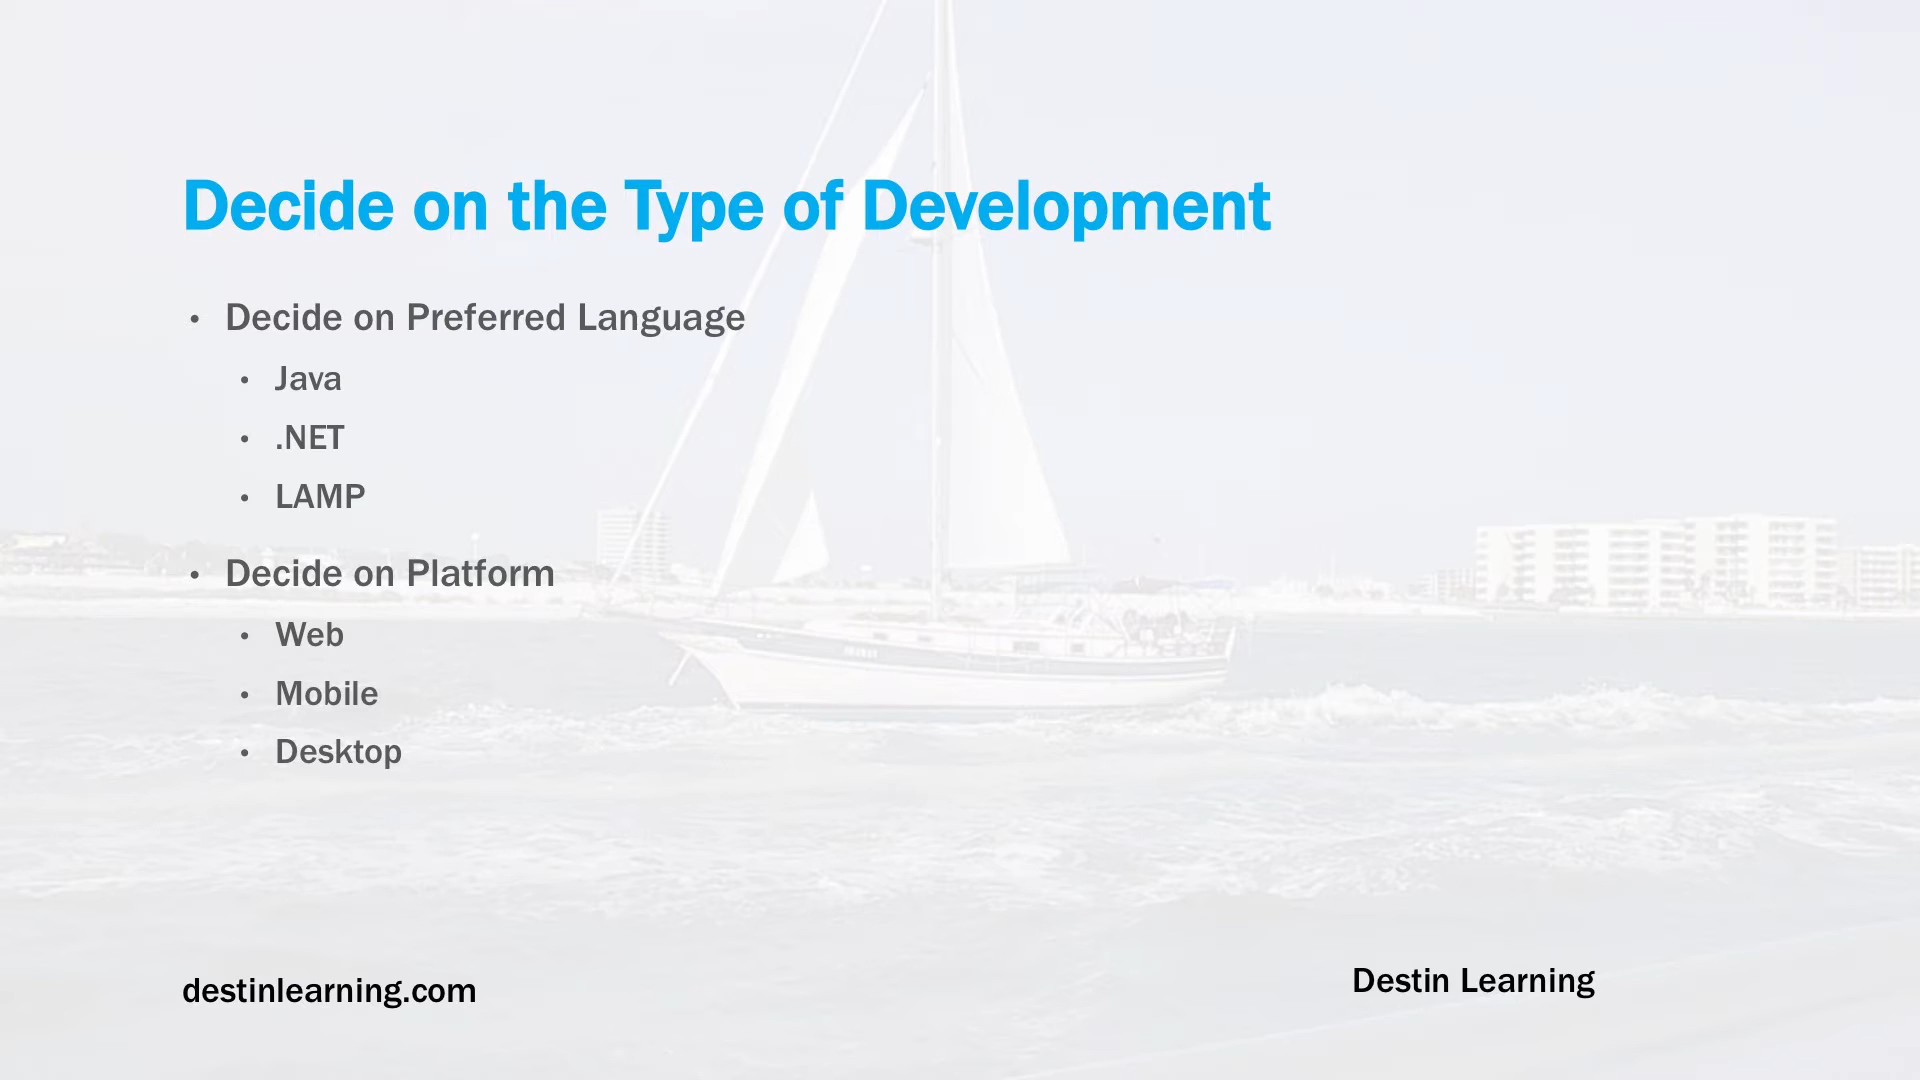 Decide on the Type of Development
• Decide on Preferred Language
• Java
• .NET
• LAMP
• Decide on Platform
• Web
• Mobile
• Desktop
destinlearning.com
Destin Learning